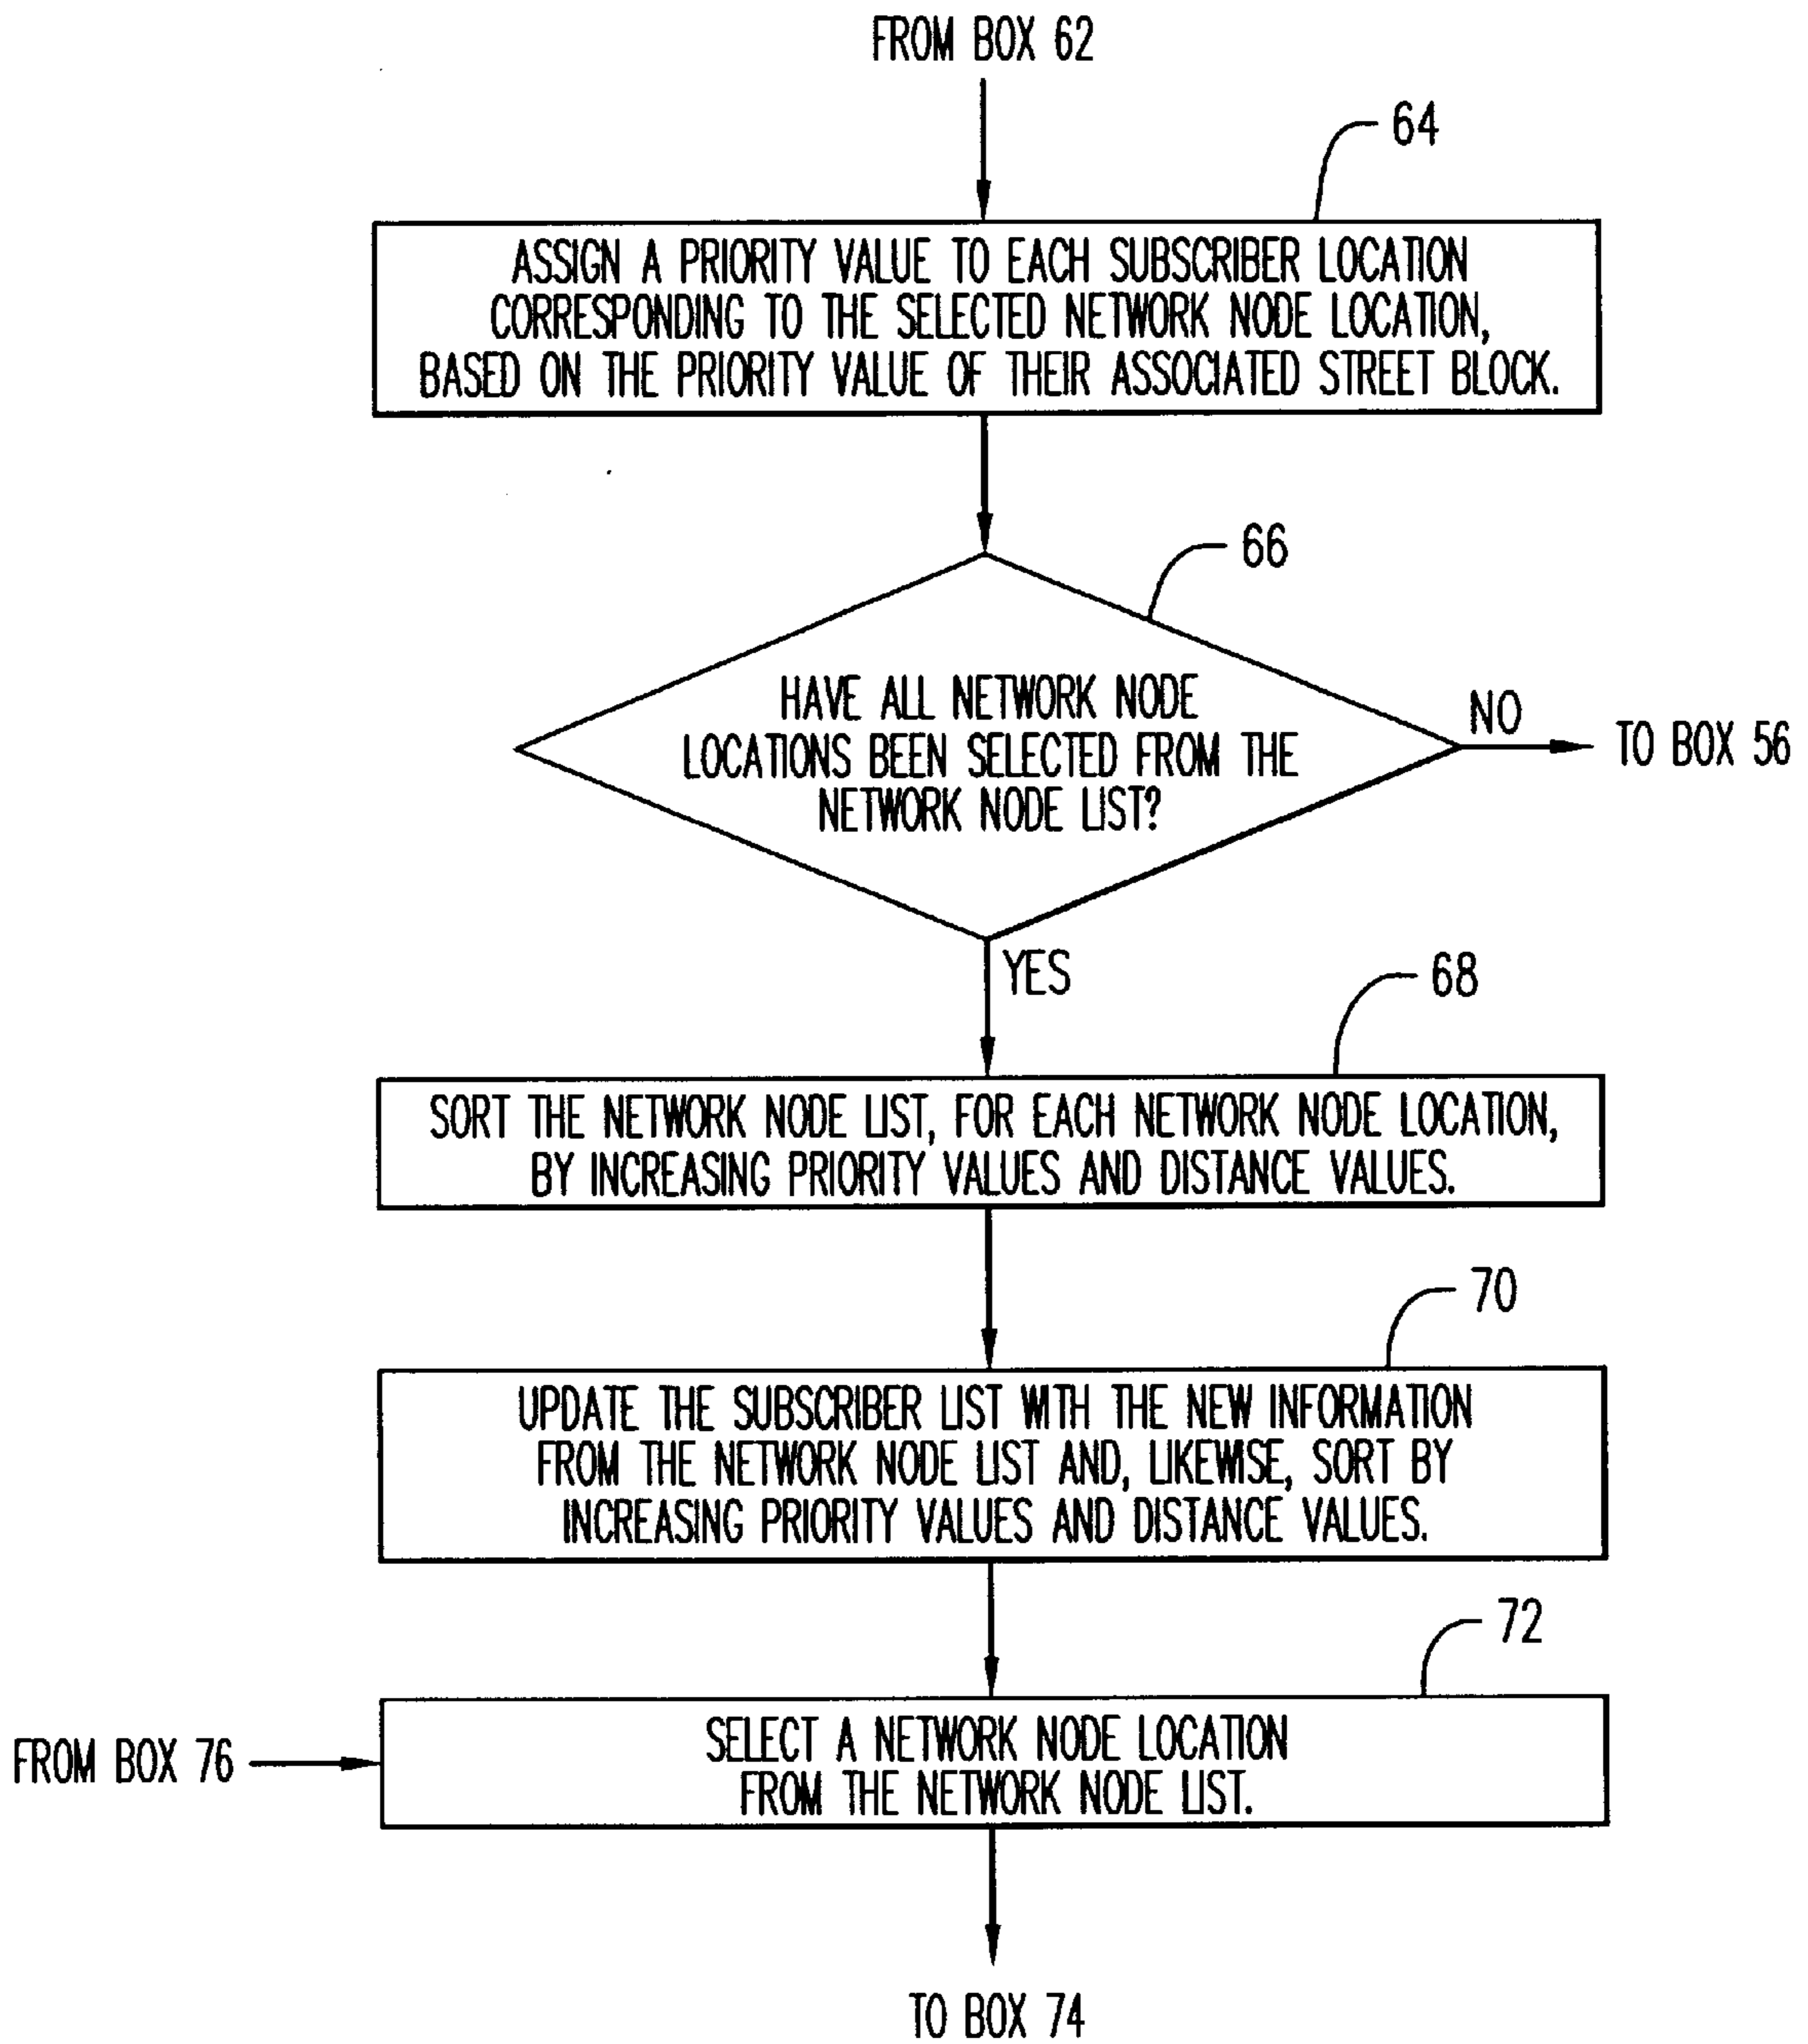 FROM BOX 62
64
ASSIGN A PRIORITY VALUE TO EACH SUBSCRIBER LOCATION
CORRESPONDING TO THE SELECTED NETWORK NODE LOCATION,
BASED ON THE PRIORITY VALUE OF THEIR ASSOCIATED STREET BLOCK.
66
HAVE ALL NETWORK NODE
LOCATIONS BEEN SELECTED FROM THE
NETWORK NODE LIST?
NO
TO BOX 56
YES
68
SORT THE NETWORK NODE LIST, FOR EACH NETWORK NODE LOCATION,
BY INCREASING PRIORITY VALUES AND DISTANCE VALUES.
70
UPDATE THE SUBSCRIBER LIST WITH THE NEW INFORMATION
FROM THE NETWORK NODE LIST AND, LIKEWISE, SORT BY
INCREASING PRIORITY VALUES AND DISTANCE VALUES.
72
FROM BOX 76
SELECT A NETWORK NODE LOCATION
FROM THE NETWORK NODE LIST.
TO BOX 74